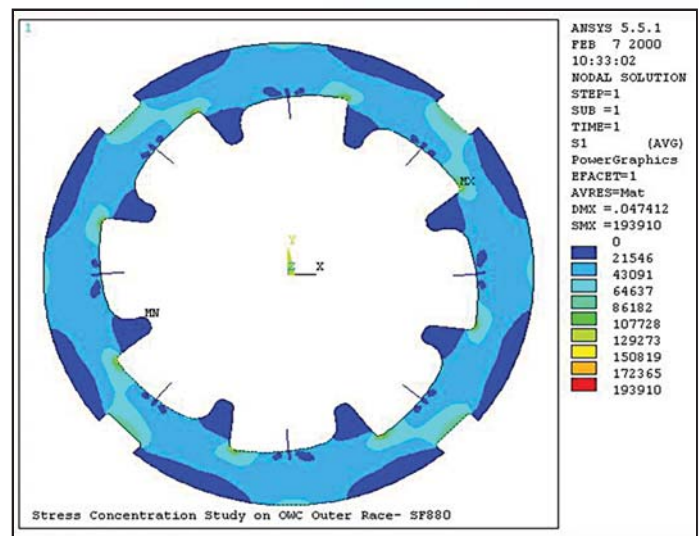 1
ANSYS 5.5.1
FEB 7 2000
10:33:02
NODAL SOLUTION
STEP=1
SUB =1
TIME=1
S1 (AVG)
PowerGraphics
EFACET=1
AVRES=Mat
DMX =.047412
SMX =193910
0
21546
43091
64637
86182
107728
129273
150819
172365
193910
MX
Y
Z X
MN
Stress Concentration Study on OWC Outer Race- SF880